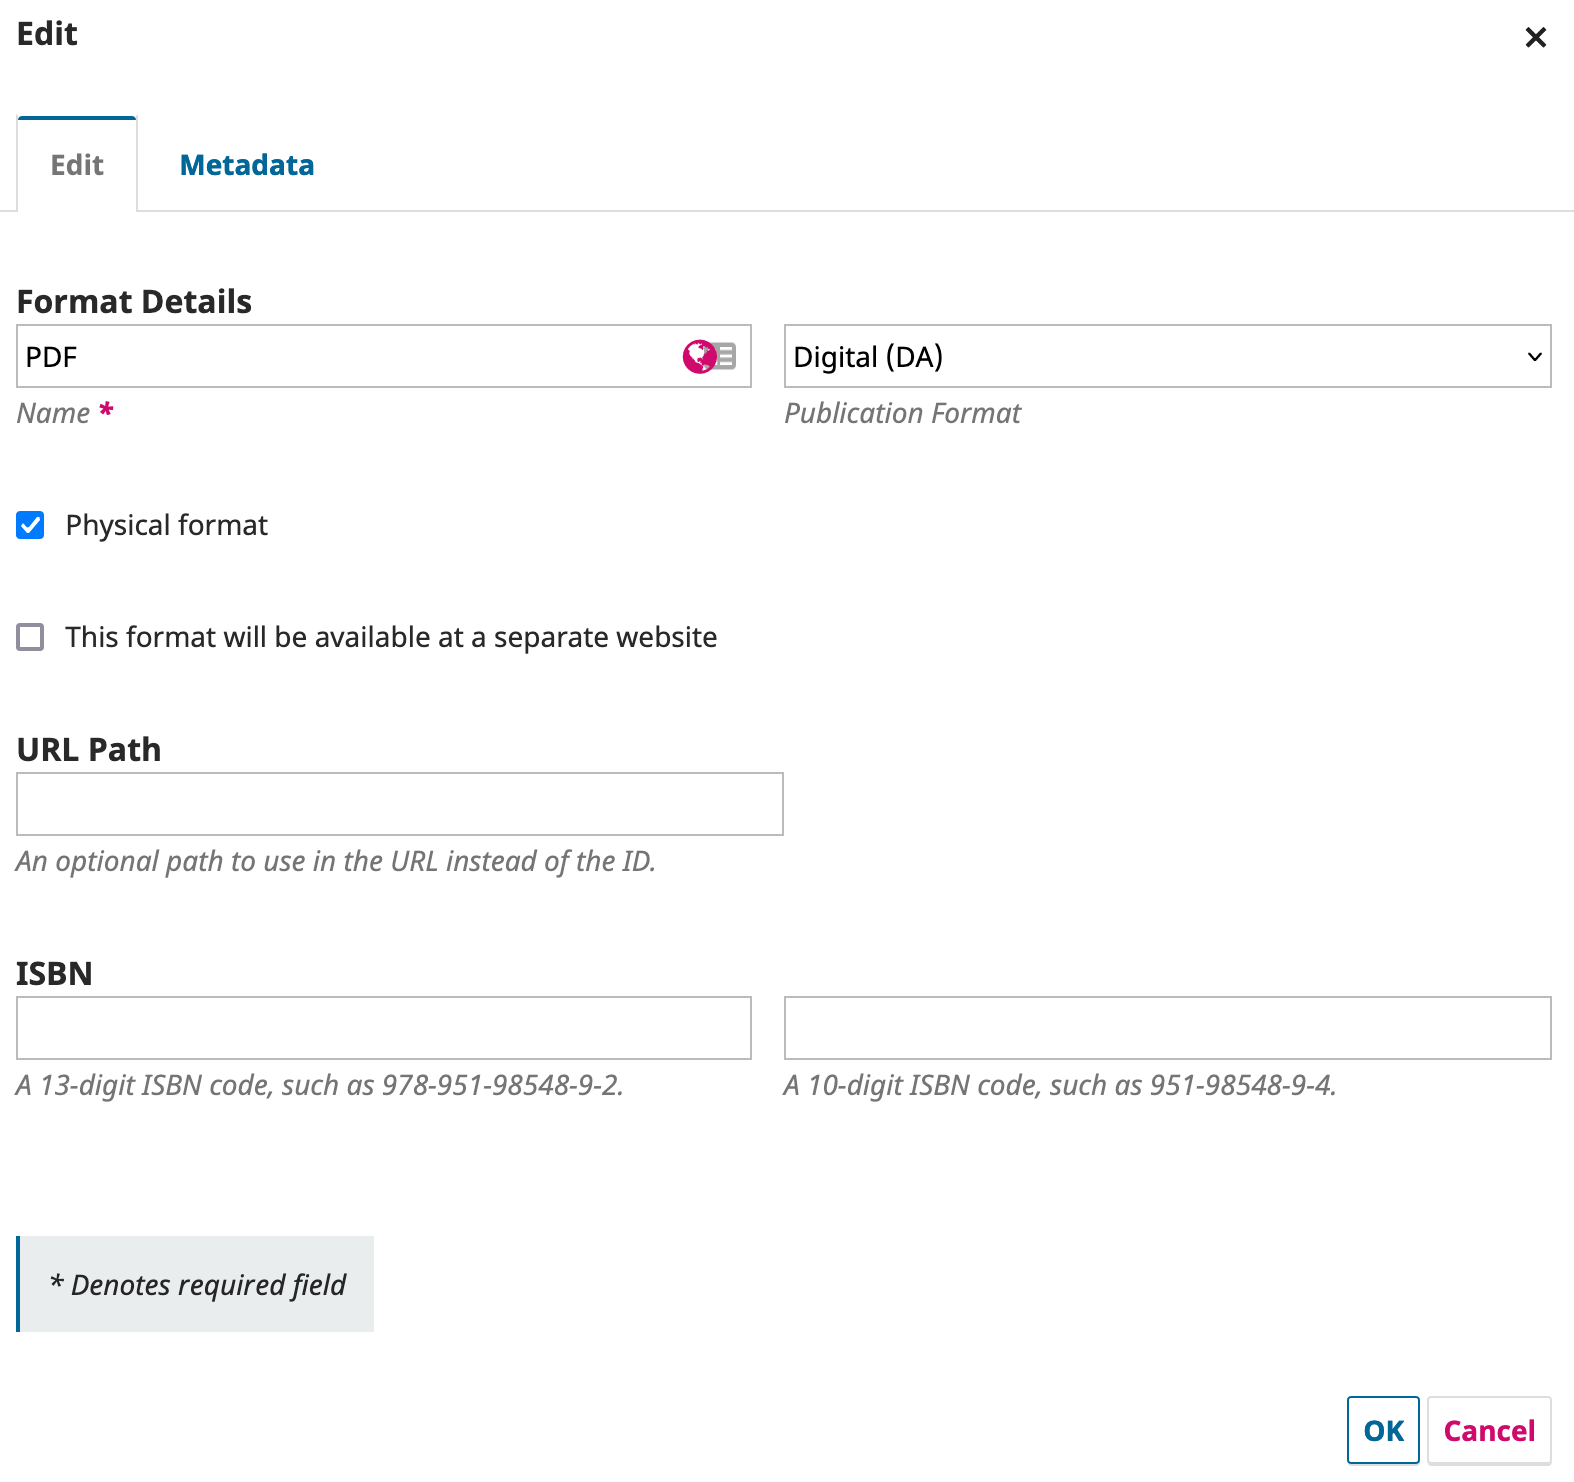 Edit
Edit Metadata
Format Details
PDF Digital (DA)
Name * Publication Format
Physical format
This format will be available at a separate website
URL Path
An optional path to use in the URL instead of the ID.
ISBN
A 13-digit ISBN code, such as 978-951-98548-9-2. A 10-digit ISBN code, such as 951-98548-9-4.
* Denotes required field
OK Cancel